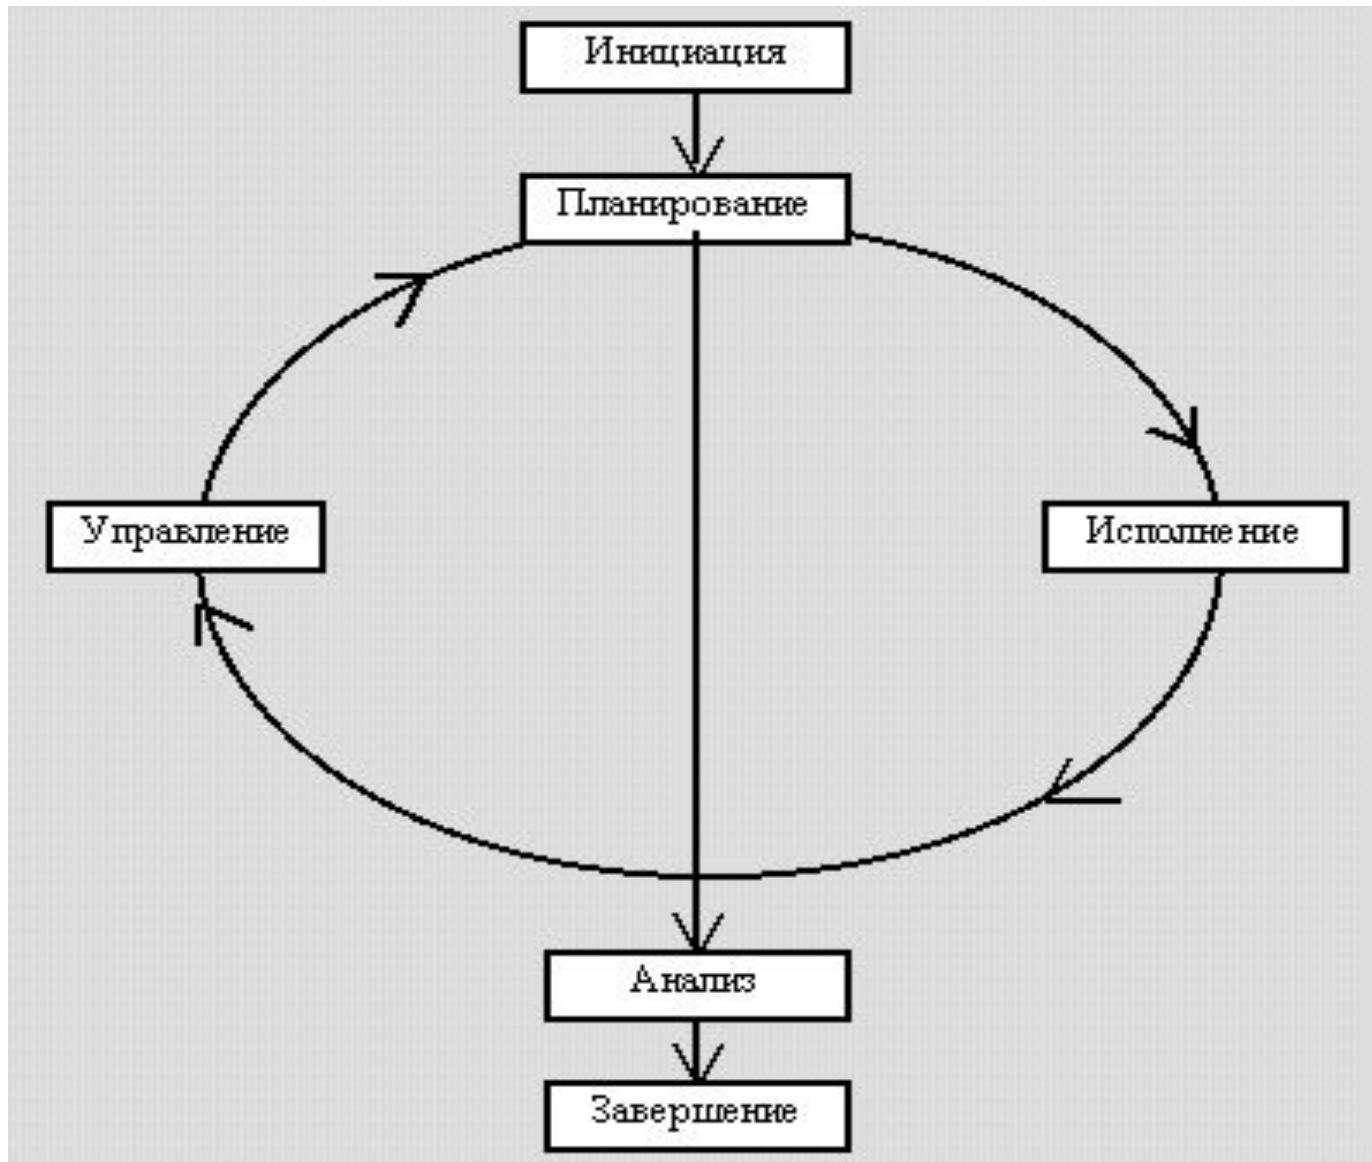 Инициация
Планирование
Управление
Исполнение
Анализ
Завершение